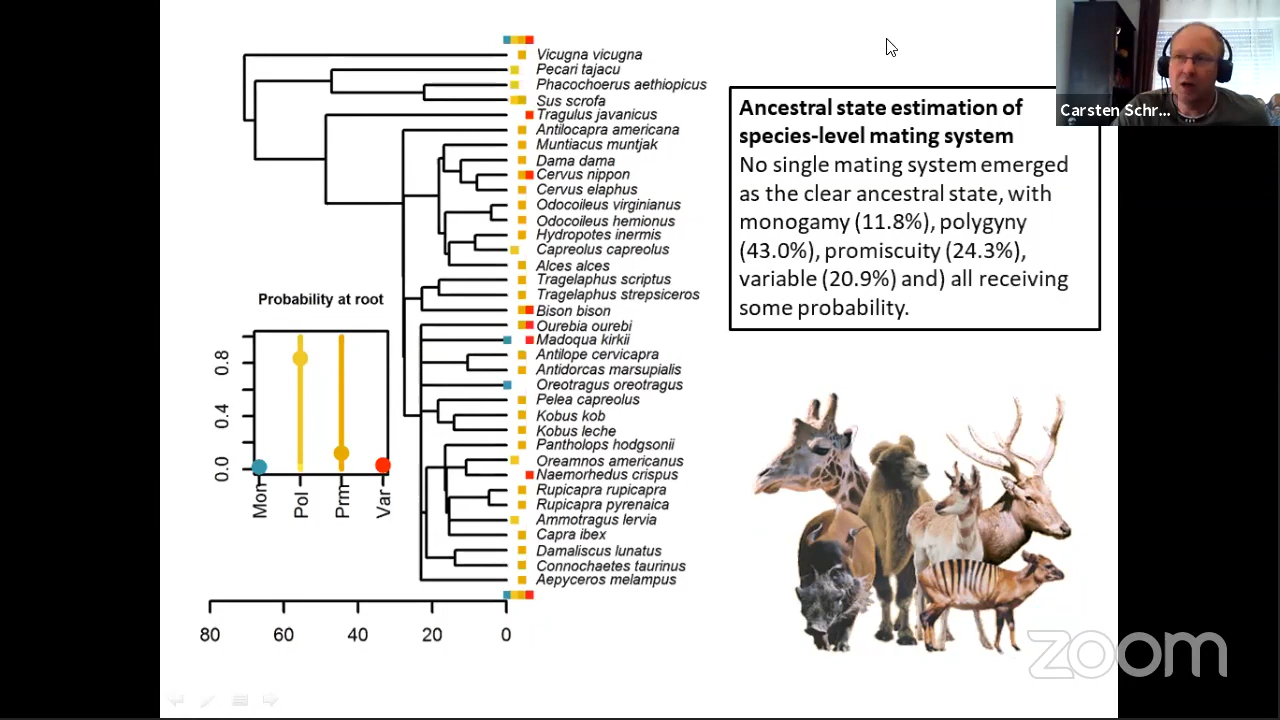 Vicugna vicugna
Pecari tajacu
Phacochoerus aethiopicus
Sus scrofa
Tragulus javanicus
Antilocapra americana
Muntiacus muntjak
Dama dama
Cervus nippon
Cervus elaphus
Odocoileus virginianus
Odocoileus hemionus
Hydropotes inermis
Capreolus capreolus
Alces alces
Tragelaphus scriptus
Tragelaphus strepsiceros
Bison bison
Ourebia ourebi
Madoqua kirkii
Antilope cervicapra
Antidorcas marsupialis
Oreotragus oreotragus
Pelea capreolus
Kobus kob
Kobus leche
Pantholops hodgsonii
Oreamnos americanus
Naemorhedus crispus
Rupicapra rupicapra
Rupicapra pyrenaica
Ammotragus lervia
Capra ibex
Damaliscus lunatus
Connochaetes taurinus
Aepyceros melampus
80 60 40 20 0
Probability at root
0.8
0.4
0.0
Mon
Pol
Prm
Var
Ancestral state estimation of
species-level mating system
No single mating system emerged
as the clear ancestral state, with
monogamy (11.8%), polygyny
(43.0%), promiscuity (24.3%),
variable (20.9%) and) all receiving
some probability.
Carsten Schr...
zoom